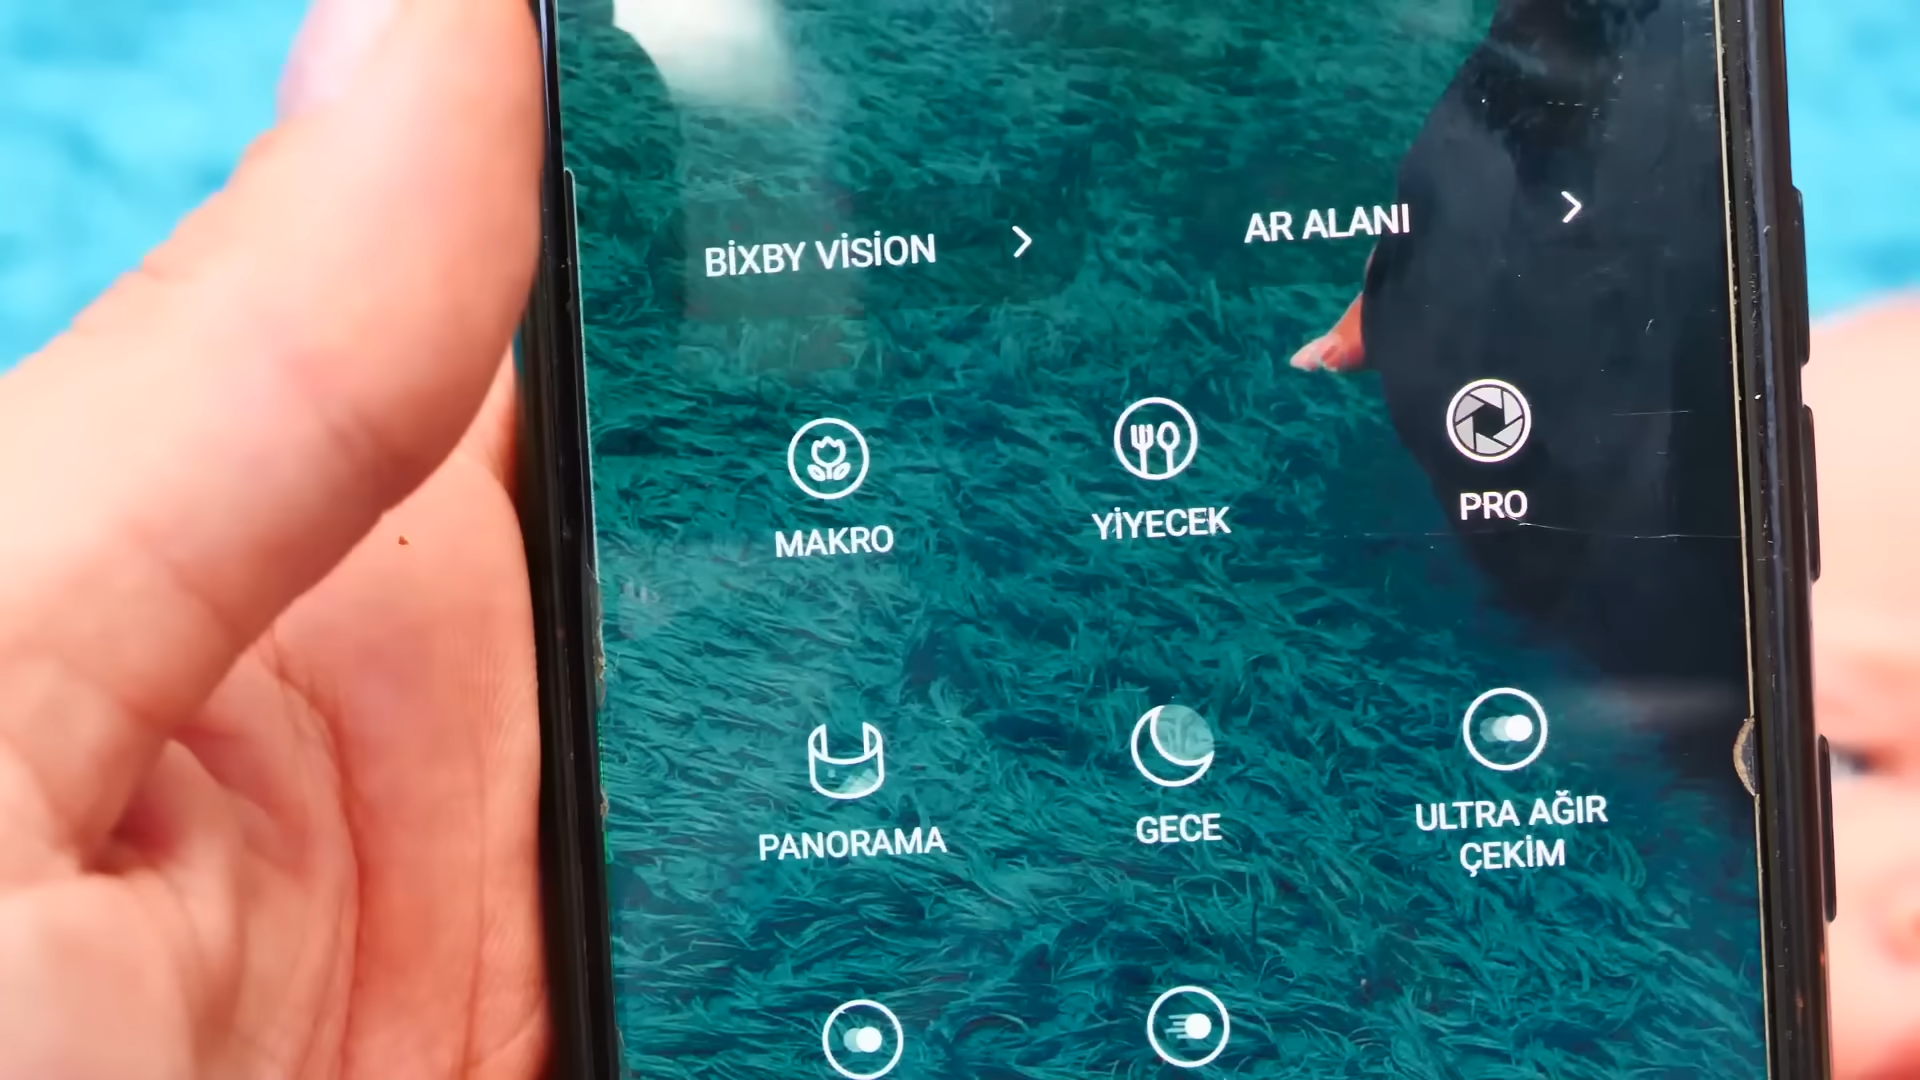 BİXBY VİSİON
AR ALANI
MAKRO
YİYECEK
PRO
PANORAMA
GECE
ULTRA AĞIR
ÇEKİM